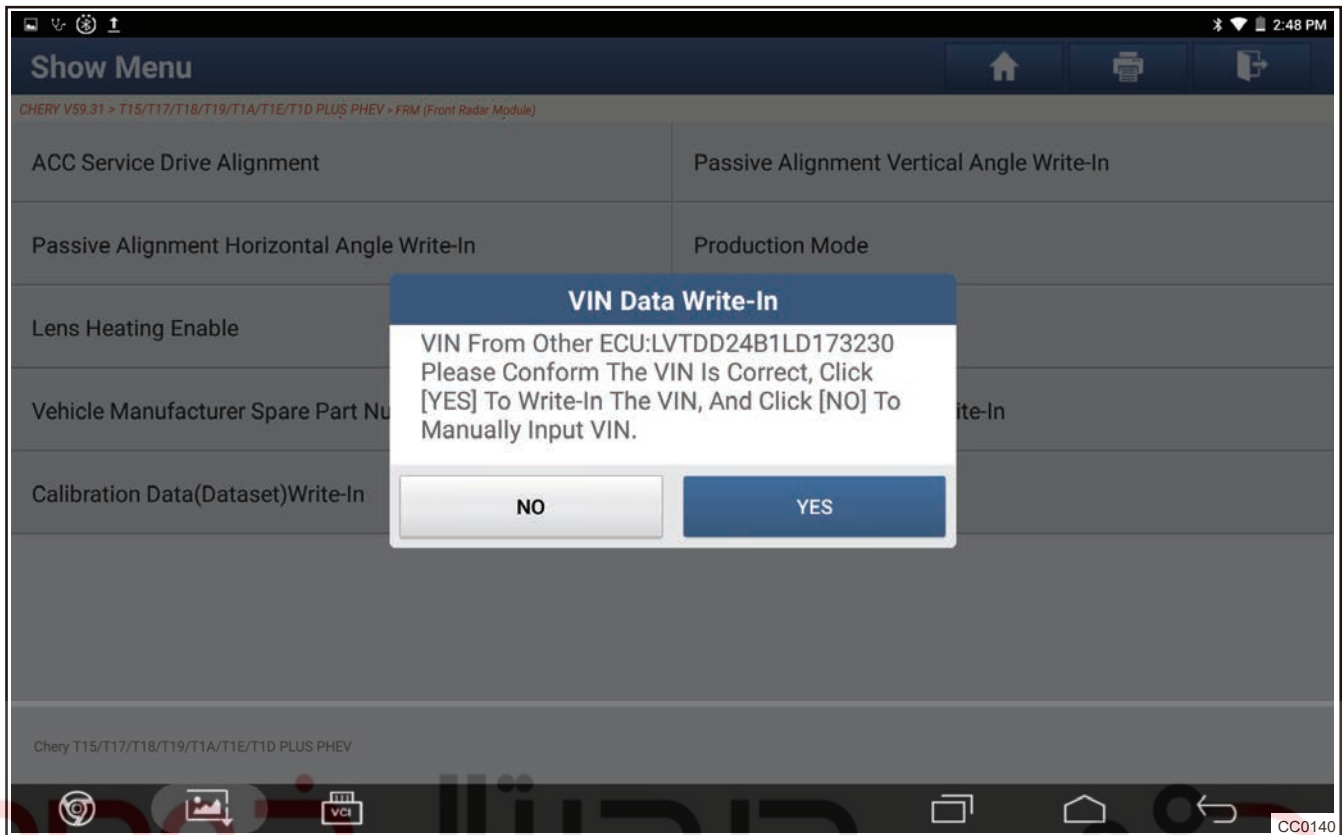 2:48 PM
Show Menu
CHERY V59.31 > T15/T17/T18/T19/T1A/T1E/T1D PLUS PHEV > FRM (Front Radar Module)
ACC Service Drive Alignment
Passive Alignment Vertical Angle Write-In
Passive Alignment Horizontal Angle Write-In
Production Mode
VIN Data Write-In
Lens Heating Enable
VIN From Other ECU:LVTDD24B1LD173230
Please Conform The VIN Is Correct, Click
[YES] To Write-In The VIN, And Click [NO] To
Manually Input VIN.
Vehicle Manufacturer Spare Part Nu
ite-In
Calibration Data(Dataset)Write-In
NO
YES
Chery T15/T17/T18/T19/T1A/T1E/T1D PLUS PHEV
VCI
CC0140